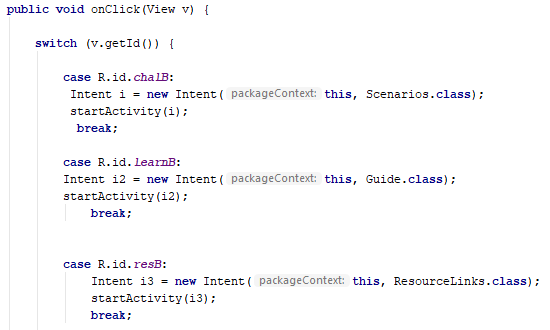 public void onClick(View v) {
switch (v.getId()) {
case R.id.chalB:
Intent i = new Intent( packageContext: this, Scenarios.class);
startActivity(i);
break;
case R.id.learnB:
Intent i2 = new Intent( packageContext: this, Guide.class);
startActivity(i2);
break;
case R.id.resB:
Intent i3 = new Intent( packageContext: this, ResourceLinks.class);
startActivity(i3);
break;